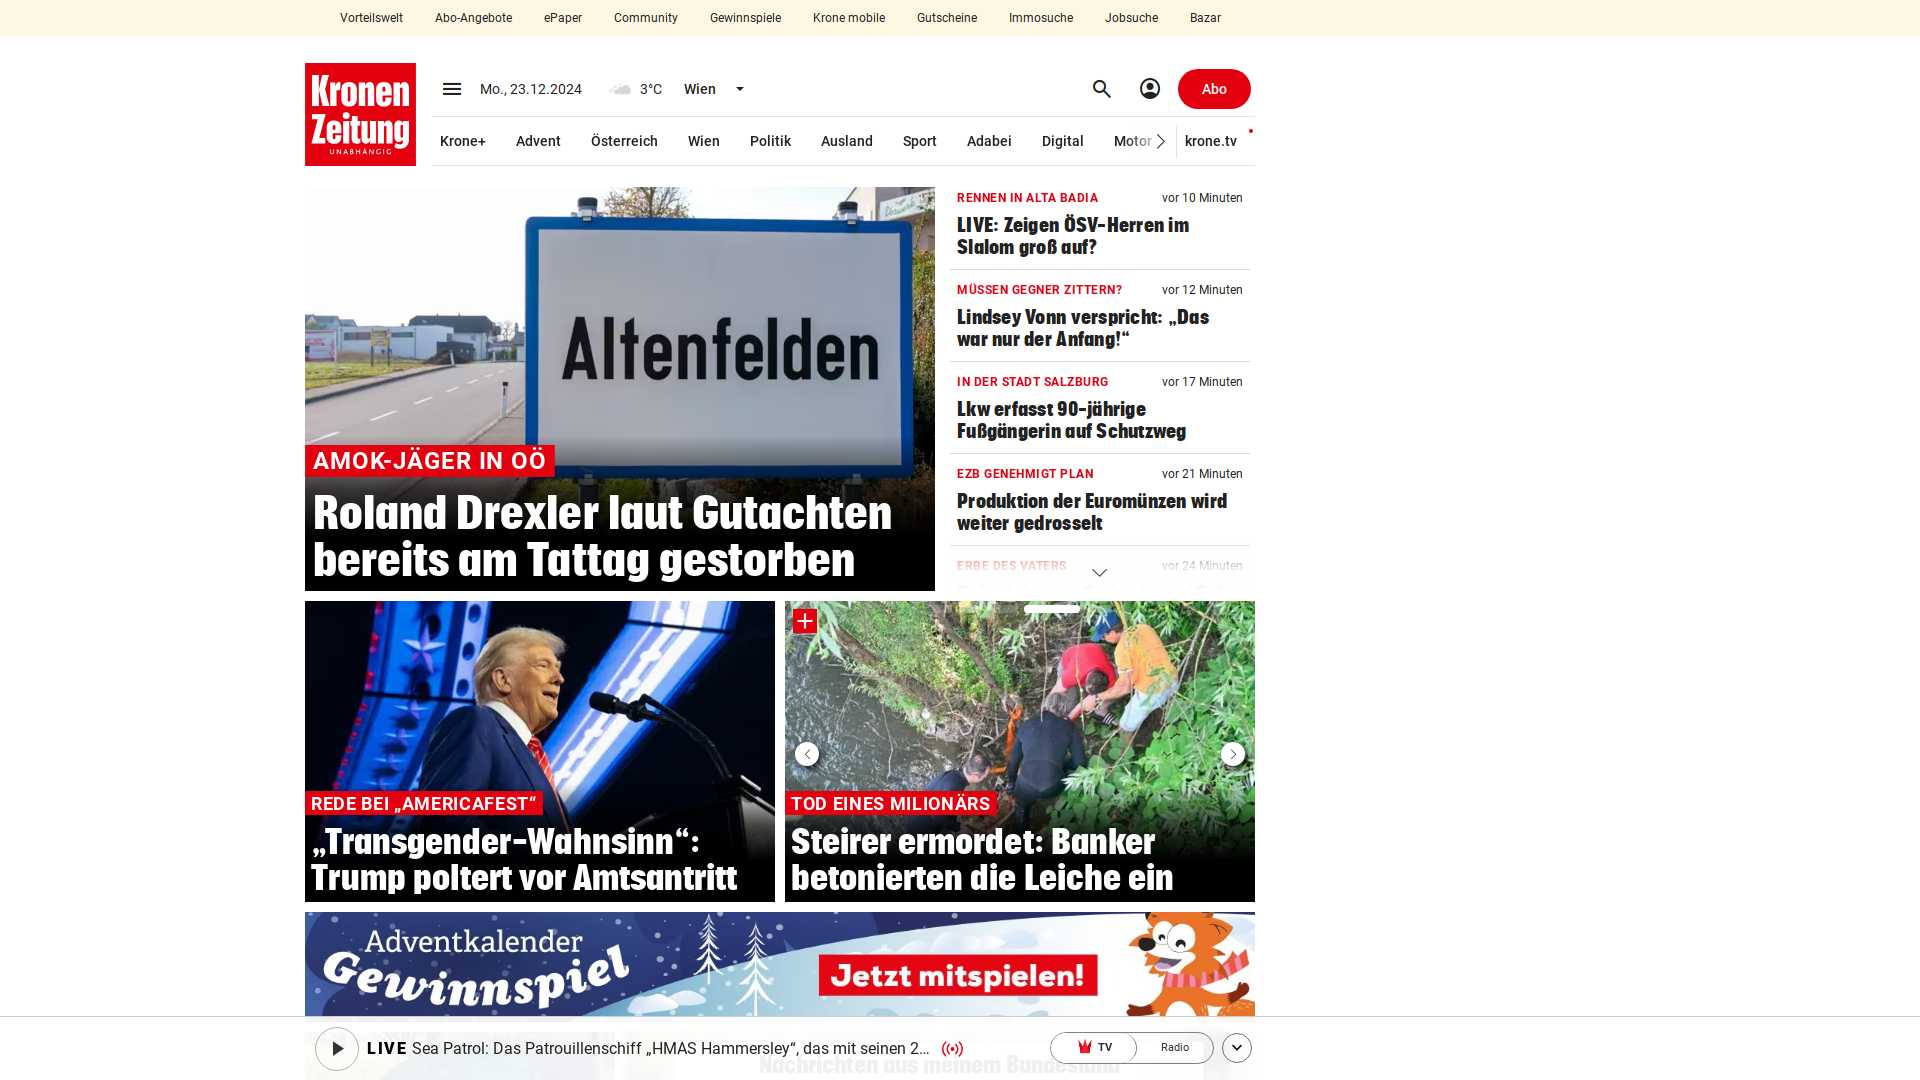 Vorteilswelt Abo-Angebote ePaper Community Gewinnspiele Krone mobile Gutscheine Immosuche Jobsuche Bazar
Kronen
Zeitung
UNABHÄNGIG
Mo., 23.12.2024 3°C Wien Abo
Krone+ Advent Österreich Wien Politik Ausland Sport Adabei Digital Motor krone.tv
Altenfelden
AMOK-JÄGER IN OÖ
Roland Drexler laut Gutachten
bereits am Tattag gestorben
RENNEN IN ALTA BADIA vor 10 Minuten
LIVE: Zeigen ÖSV-Herren im
Slalom groß auf?
MÜSSEN GEGNER ZITTERN? vor 12 Minuten
Lindsey Vonn verspricht: „Das
war nur der Anfang!“
IN DER STADT SALZBURG vor 17 Minuten
Lkw erfasst 90-jährige
Fußgängerin auf Schutzweg
EZB GENEHMIGT PLAN vor 21 Minuten
Produktion der Euromünzen wird
weiter gedrosselt
ERBE DES VATERS vor 24 Minuten
REDE BEI „AMERICAFEST“
„Transgender-Wahnsinn“:
Trump poltert vor Amtsantritt
TOD EINES MILIONÄRS
Steirer ermordet: Banker
betonierten die Leiche ein
Adventkalender
Gewinnspiel
Jetzt mitspielen!
LIVE Sea Patrol: Das Patrouillenschiff „HMAS Hammersley“, das mit seinen 2... TV Radio
Nachrichten aus meinem Bundesland